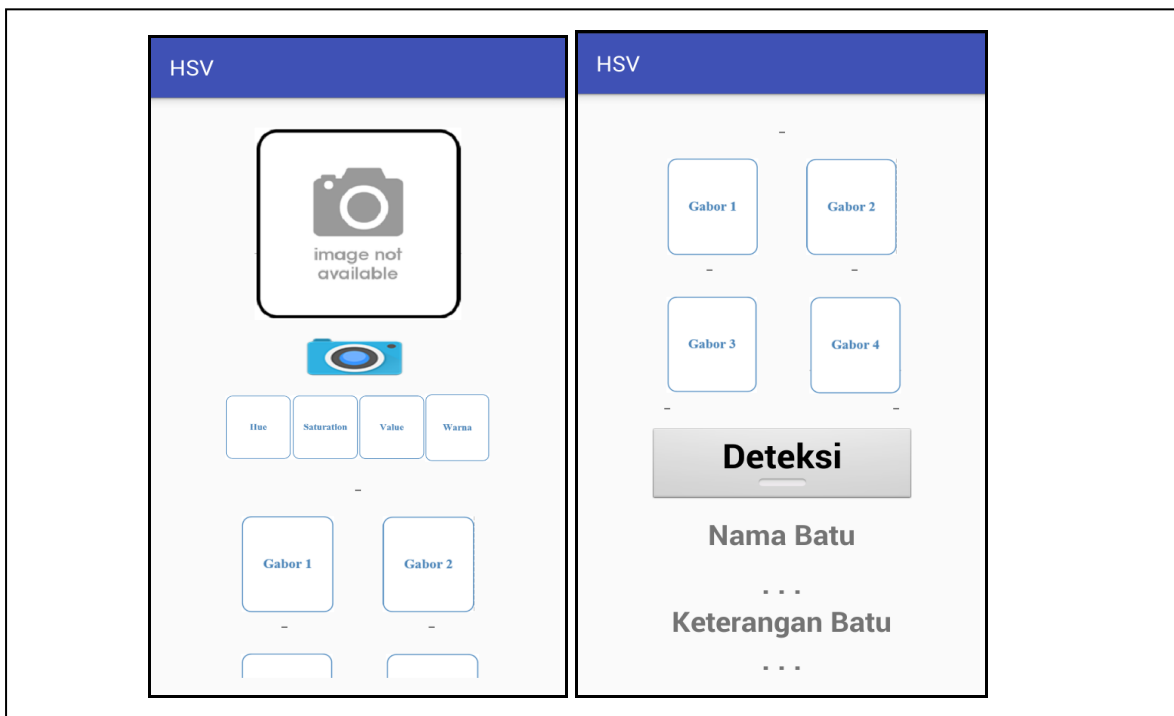 HSV
image not
available
Hue Saturation Value Warna
-
Gabor 1 Gabor 2
- -
HSV
-
Gabor 1 Gabor 2
- -
Gabor 3 Gabor 4
- -
Deteksi
Nama Batu
...
Keterangan Batu
...